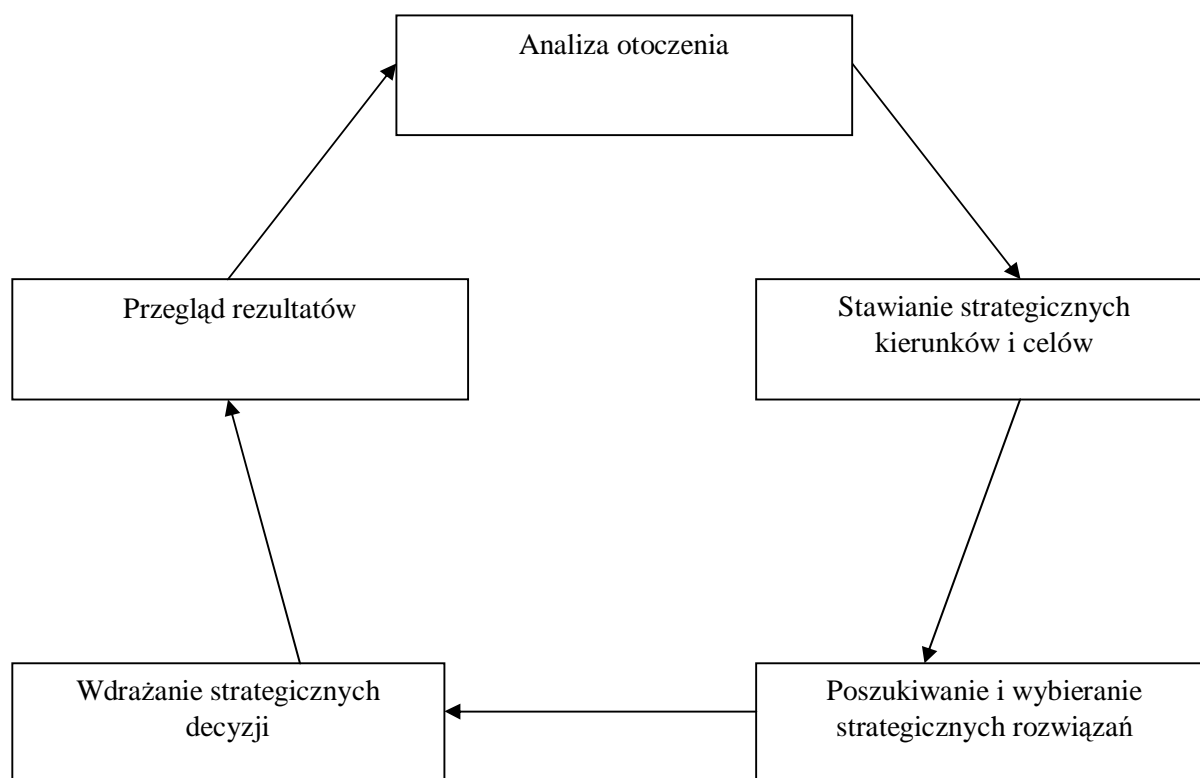 Analiza otoczenia
Przegląd rezultatów
Stawianie strategicznych
kierunków i celów
Wdrażanie strategicznych
decyzji
Poszukiwanie i wybieranie
strategicznych rozwiązań